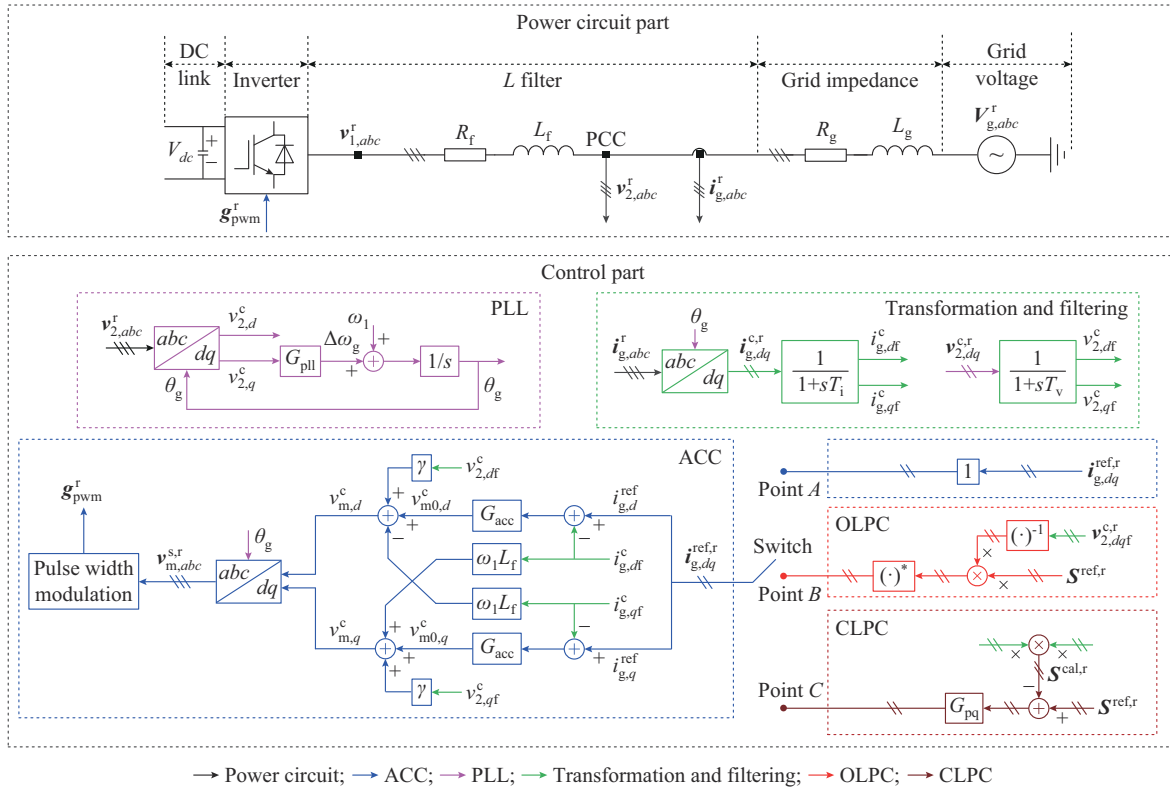 Power circuit part
DC link
Inverter
L filter
Grid impedance
Grid voltage
V_dc
+
−
g^r_pwm
v^r_1,abc
R_f
L_f
PCC
v^r_2,abc
i^r_g,abc
R_g
L_g
V^r_g,abc
~
Control part
PLL
v^r_2,abc
abc
dq
v^c_2,d
v^c_2,q
θ_g
G_pll
Δω_g
ω_1
+
+
+
1/s
θ_g
Transformation and filtering
i^r_g,abc
θ_g
abc
dq
i^c,r_g,dq
1
1+sT_i
i^c_g,df
i^c_g,qf
v^c,r_2,dq
1
1+sT_v
v^c_2,df
v^c_2,qf
ACC
g^r_pwm
Pulse width modulation
v^s,r_m,abc
θ_g
abc
dq
v^c_m,d
v^c_m,q
γ
v^c_2,df
+
+
+
−
v^c_m0,d
G_acc
+
+
−
i^ref_g,d
ω_1L_f
i^c_g,df
ω_1L_f
i^c_g,qf
+
+
+
+
v^c_m0,q
G_acc
+
−
+
i^ref_g,q
γ
v^c_2,qf
i^ref,r_g,dq
Switch
Point A
1
i^ref,r_g,dq
OLPC
(·)^-1
v^c,r_2,dqf
×
×
×
(·)^*
S^ref,r
Point B
CLPC
×
×
×
S^cal,r
−
Point C
G_pq
+
+
S^ref,r
Power circuit; ACC; PLL; Transformation and filtering; OLPC; CLPC